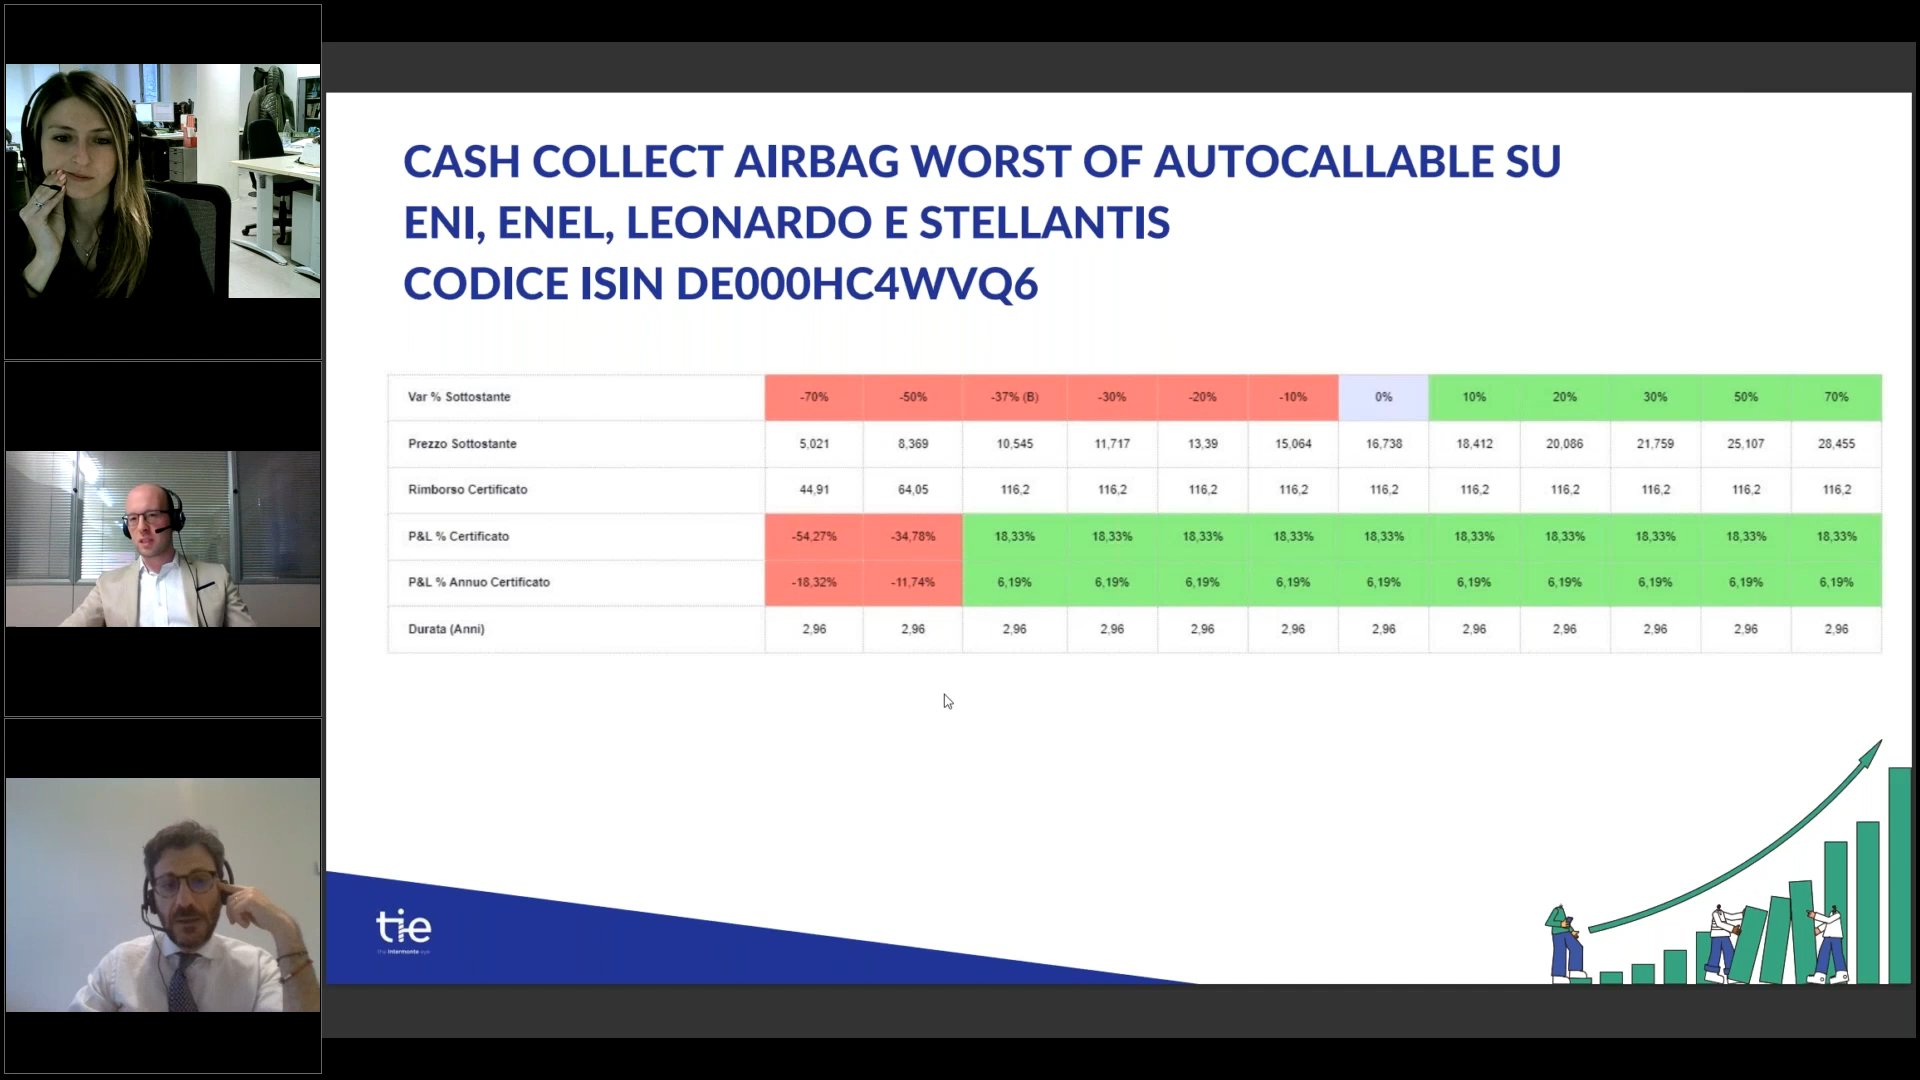 CASH COLLECT AIRBAG WORST OF AUTOCALLABLE SU
ENI, ENEL, LEONARDO E STELLANTIS
CODICE ISIN DE000HC4WVQ6
Var % Sottostante -70% -50% -37% (B) -30% -20% -10% 0% 10% 20% 30% 50% 70%
Prezzo Sottostante 5,021 8,369 10,545 11,717 13,39 15,064 16,738 18,412 20,086 21,759 25,107 28,455
Rimborso Certificato 44,91 64,05 116,2 116,2 116,2 116,2 116,2 116,2 116,2 116,2 116,2 116,2
P&L % Certificato -54,27% -34,78% 18,33% 18,33% 18,33% 18,33% 18,33% 18,33% 18,33% 18,33% 18,33% 18,33%
P&L % Annuo Certificato -18,32% -11,74% 6,19% 6,19% 6,19% 6,19% 6,19% 6,19% 6,19% 6,19% 6,19% 6,19%
Durata (Anni) 2,96 2,96 2,96 2,96 2,96 2,96 2,96 2,96 2,96 2,96 2,96 2,96
tie
the intermonte eye